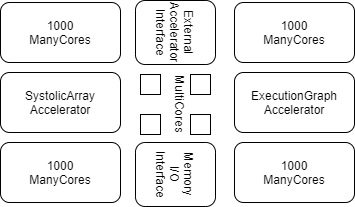 1000
ManyCores
External
Accelerator
Interface
1000
ManyCores
SystolicArray
Accelerator
MultiCores
ExecutionGraph
Accelerator
1000
ManyCores
Memory
I/O
Interface
1000
ManyCores